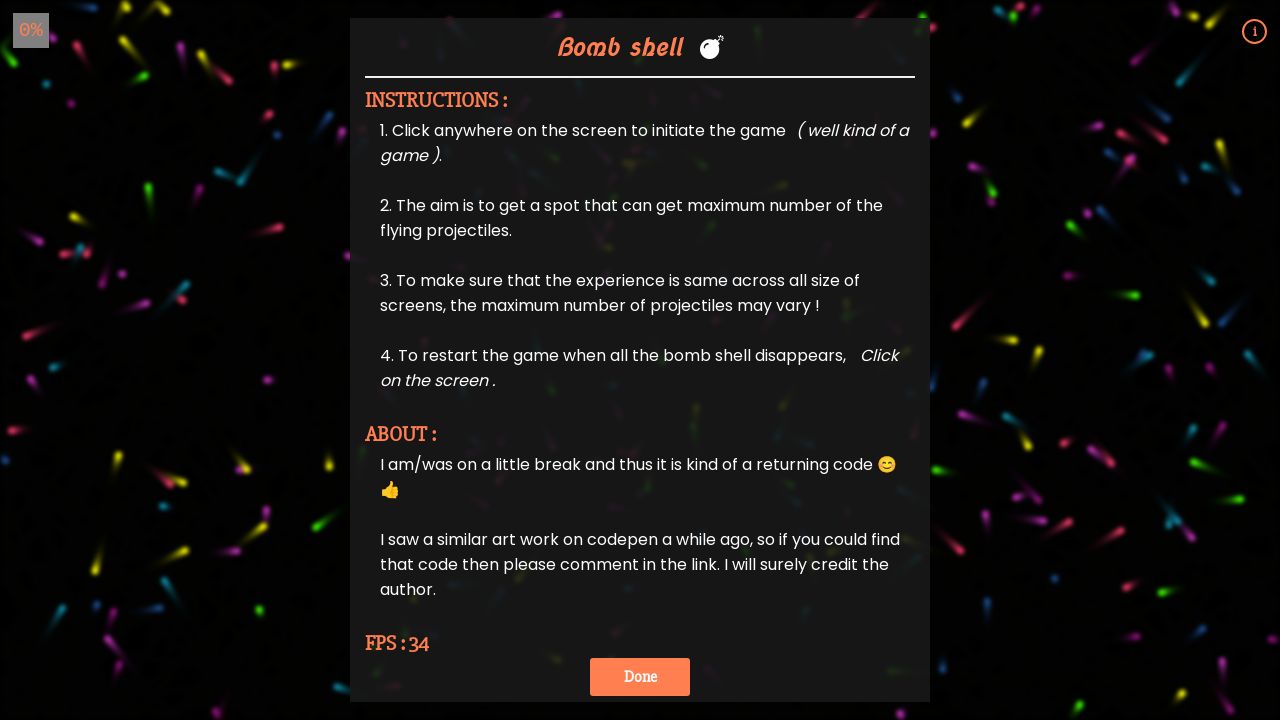 0%
i
Bomb shell 💣
INSTRUCTIONS :
1. Click anywhere on the screen to initiate the game ( well kind of a
game ).
2. The aim is to get a spot that can get maximum number of the
flying projectiles.
3. To make sure that the experience is same across all size of
screens, the maximum number of projectiles may vary !
4. To restart the game when all the bomb shell disappears, Click
on the screen .
ABOUT :
I am/was on a little break and thus it is kind of a returning code 😊
👍
I saw a similar art work on codepen a while ago, so if you could find
that code then please comment in the link. I will surely credit the
author.
FPS : 34
Done